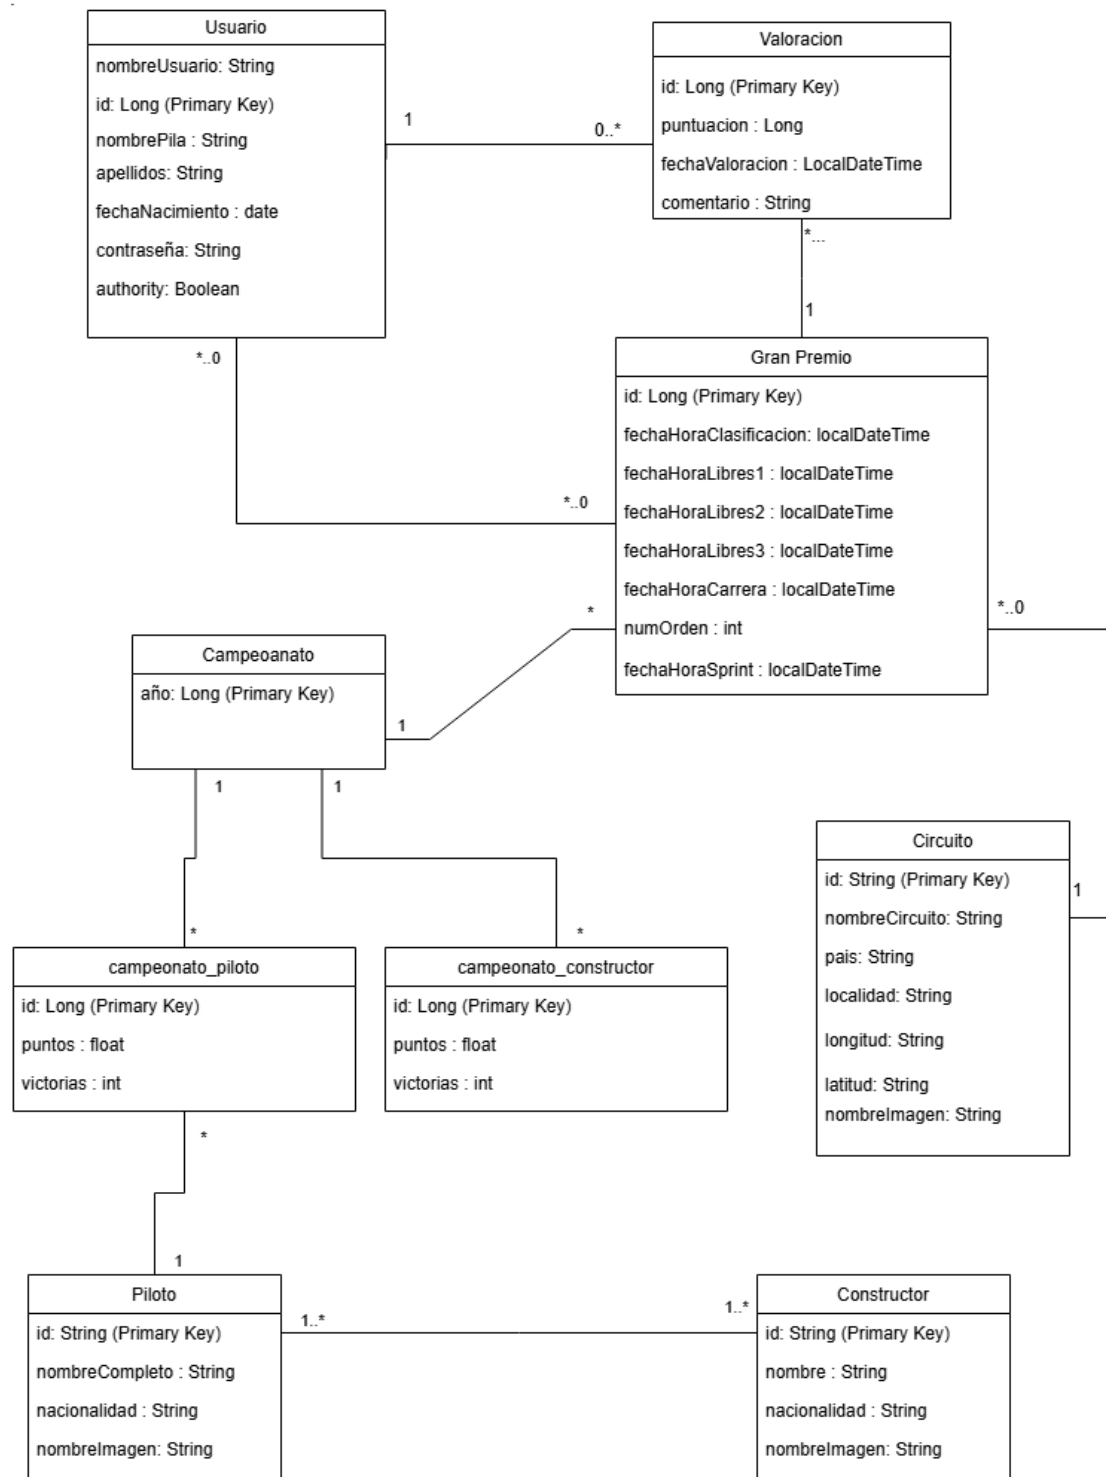 Usuario
nombreUsuario: String
id: Long (Primary Key)
nombrePila : String
apellidos: String
fechaNacimiento : date
contraseña: String
authority: Boolean
1
0..*
Valoracion
id: Long (Primary Key)
puntuacion : Long
fechaValoracion : LocalDateTime
comentario : String
*...
1
*..0
*..0
Gran Premio
id: Long (Primary Key)
fechaHoraClasificacion: localDateTime
fechaHoraLibres1 : localDateTime
fechaHoraLibres2 : localDateTime
fechaHoraLibres3 : localDateTime
fechaHoraCarrera : localDateTime
numOrden : int
fechaHoraSprint : localDateTime
*
*..0
Campeoanato
año: Long (Primary Key)
1
1
1
Circuito
id: String (Primary Key)
nombreCircuito: String
pais: String
localidad: String
longitud: String
latitud: String
nombreImagen: String
1
*
*
campeonato_piloto
id: Long (Primary Key)
puntos : float
victorias : int
campeonato_constructor
id: Long (Primary Key)
puntos : float
victorias : int
*
1
Piloto
id: String (Primary Key)
nombreCompleto : String
nacionalidad : String
nombreImagen: String
1..*
1..*
Constructor
id: String (Primary Key)
nombre : String
nacionalidad : String
nombreImagen: String